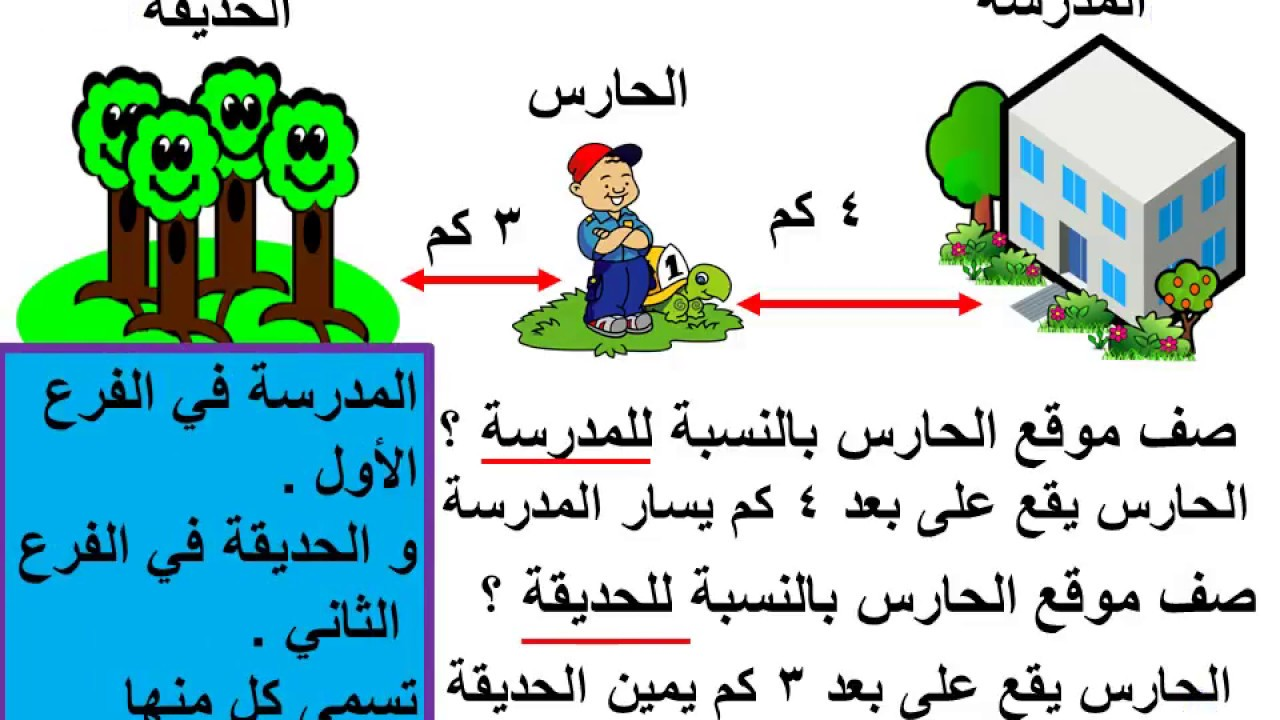 المدرسة
الحديقة
الحارس
٤ كم
٣ كم
1
صف موقع الحارس بالنسبة للمدرسة ؟
الحارس يقع على بعد ٤ كم يسار المدرسة
صف موقع الحارس بالنسبة للحديقة ؟
الحارس يقع على بعد ٣ كم يمين الحديقة
المدرسة في الفرع
الأول .
و الحديقة في الفرع
الثاني .
تسمى كل منها